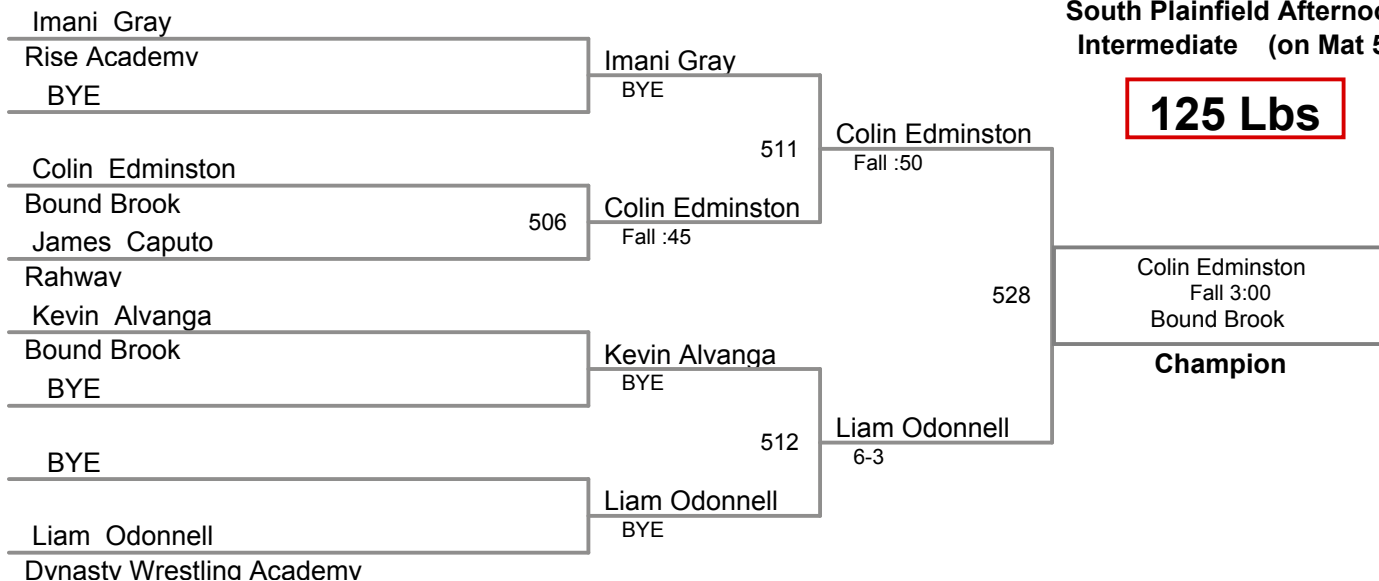 Imani Gray
Rise Academy
BYE
Colin Edminston
Bound Brook
James Caputo
Rahway
Kevin Alvanga
Bound Brook
BYE
BYE
Liam Odonnell
Dynasty Wrestling Academy
506
Imani Gray
BYE
Colin Edminston
Fall :45
Kevin Alvanga
BYE
Liam Odonnell
BYE
511
512
Colin Edminston
Fall :50
Liam Odonnell
6-3
528
South Plainfield Afternoo
Intermediate (on Mat 5
125 Lbs
Colin Edminston
Fall 3:00
Bound Brook
Champion